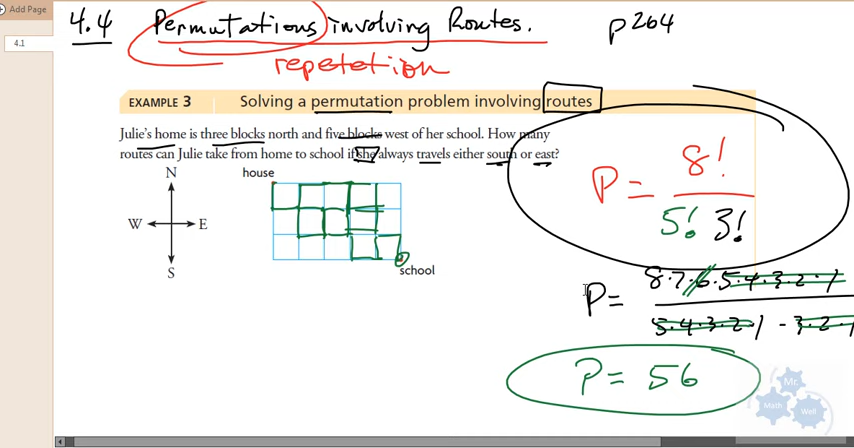 Add Page
4.1
4.4 Permutations involving Routes. p264
repetetion
EXAMPLE 3 Solving a permutation problem involving routes
Julie's home is three blocks north and five blocks west of her school. How many
routes can Julie take from home to school if she always travels either south or east?
N
W E
S
house
school
P = 8!
5! 3!
P = 8·7·6·5·4·3·2·1
5·4·3·2·1 - 3·2·1
P = 56
Mr.
Math Well